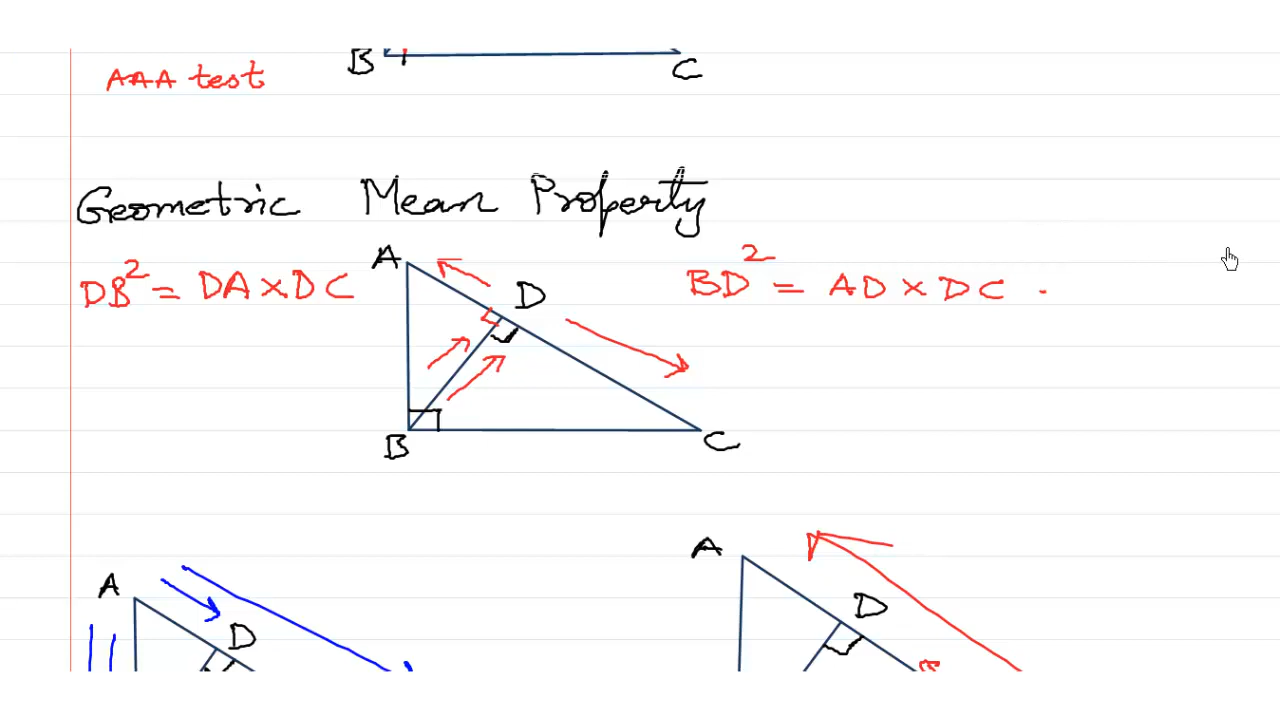 B C
AAA test
Geometric Mean Property
A
DB² = DA × DC
D
BD² = AD × DC .
B C
A
D
A
D